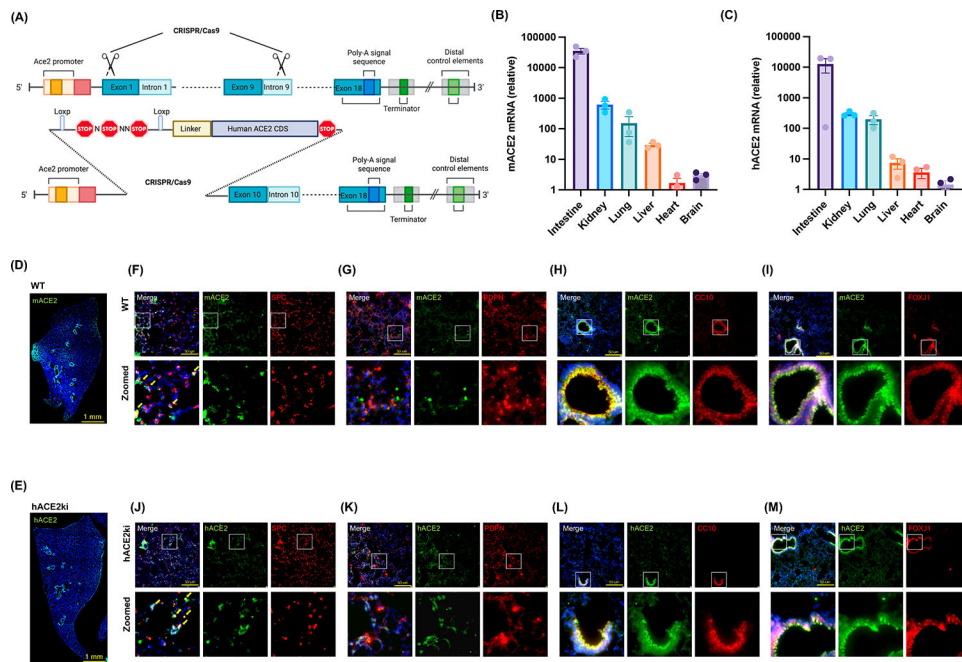 (A)
CRISPR/Cas9
Ace2 promoter
Poly-A signal
sequence
Distal
control elements
5'
Exon 1
Intron 1
Exon 9
Intron 9
Exon 18
//
3'
Terminator
Loxp
Loxp
STOP
N
STOP
NN
STOP
Linker
Human ACE2 CDS
STOP
Ace2 promoter
CRISPR/Cas9
Poly-A signal
sequence
Distal
control elements
5'
Exon 10
Intron 10
Exon 18
//
3'
Terminator
(B)
mACE2 mRNA (relative)
100000
10000
1000
100
10
1
Intestine
Kidney
Lung
Liver
Heart
Brain
(C)
hACE2 mRNA (relative)
100000
10000
1000
100
10
1
Intestine
Kidney
Lung
Liver
Heart
Brain
(D)
WT
mACE2
1 mm
(F)
WT
Merge
mACE2
SPC
Zoomed
(G)
Merge
mACE2
PDPN
(H)
WT
Merge
mACE2
CC10
Zoomed
(I)
Merge
mACE2
FOXJ1
(E)
hACE2ki
hACE2
1 mm
(J)
hACE2ki
Merge
hACE2
SPC
Zoomed
(K)
Merge
hACE2
PDPN
(L)
hACE2ki
Merge
hACE2
CC10
Zoomed
(M)
Merge
hACE2
FOXJ1